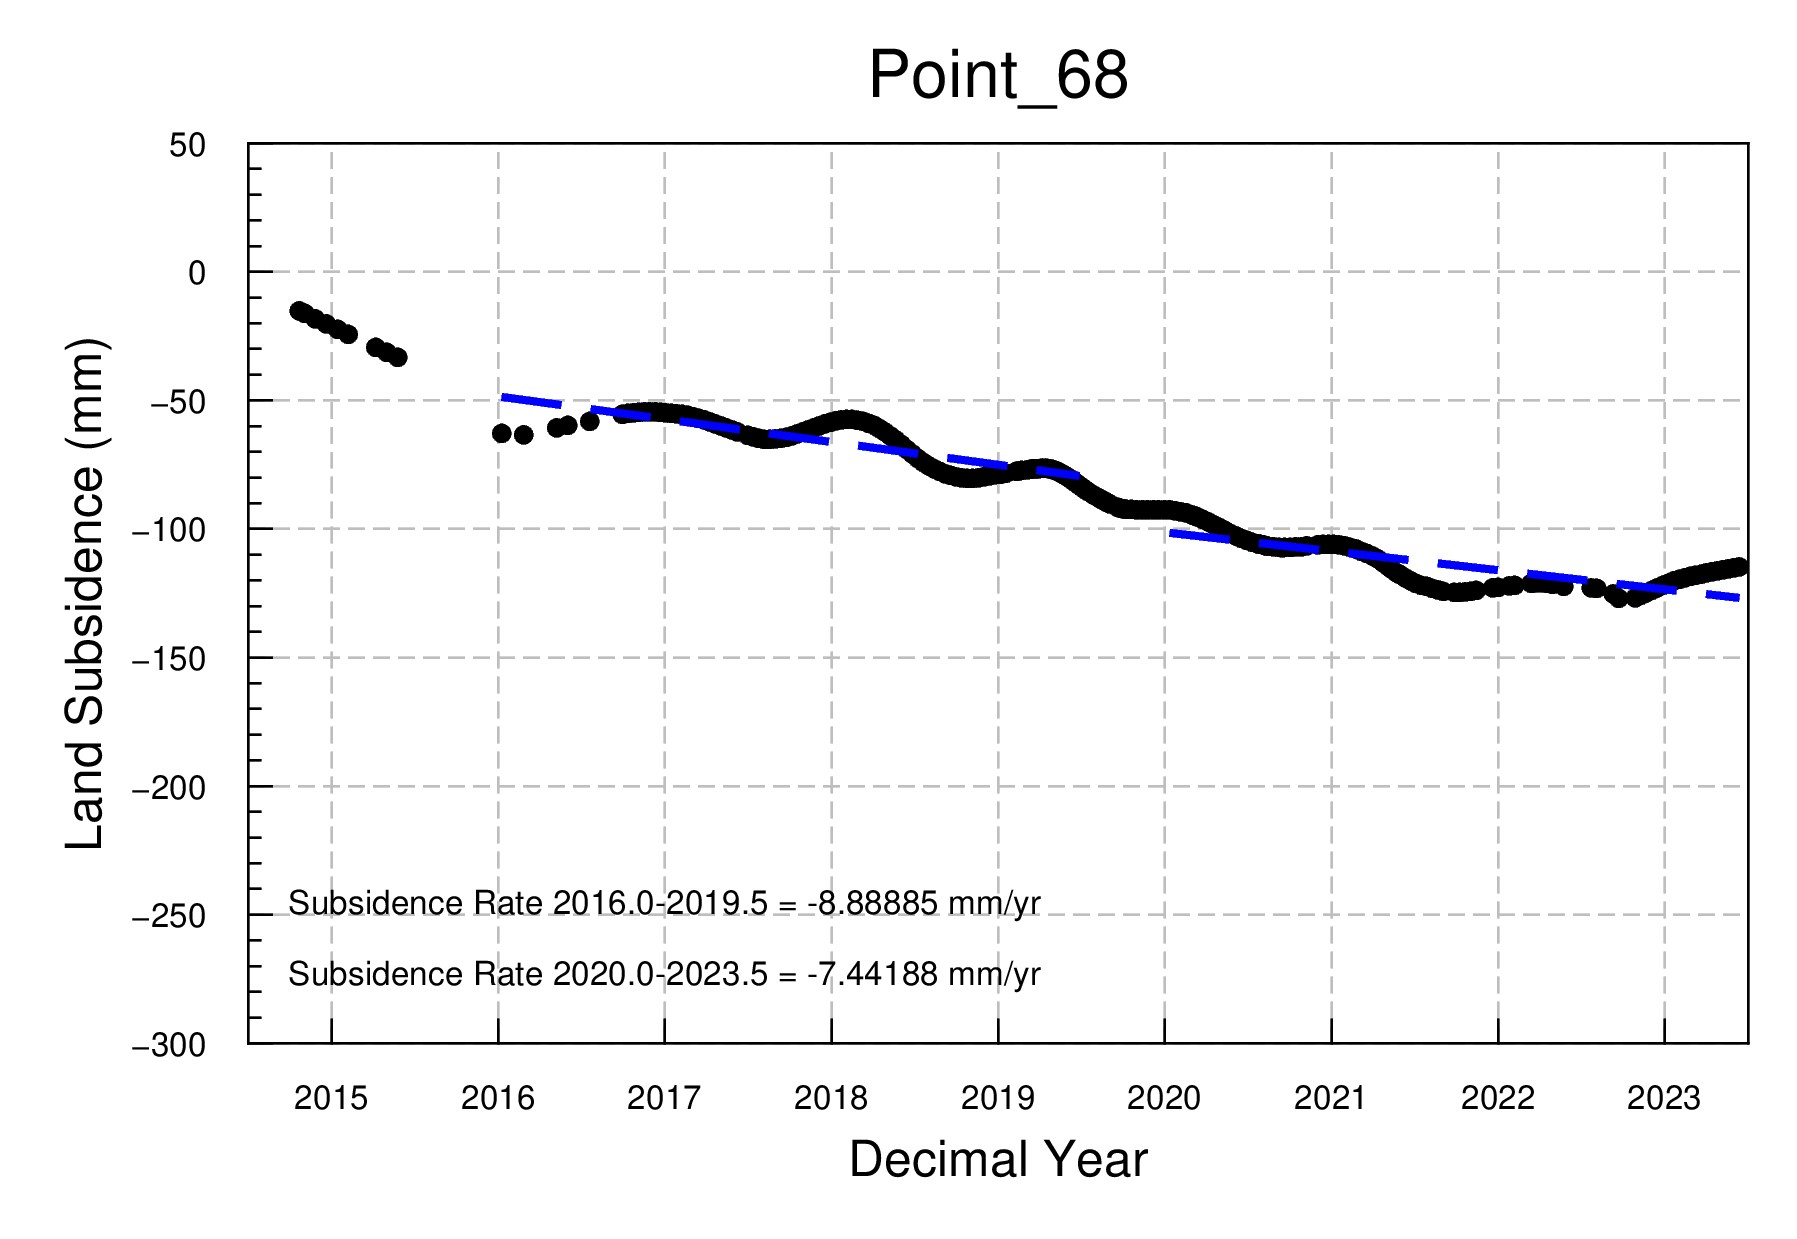 Point_68
50
0
−50
−100
−150
−200
−250
−300
Land Subsidence (mm)
Subsidence Rate 2016.0-2019.5 = -8.88885 mm/yr
Subsidence Rate 2020.0-2023.5 = -7.44188 mm/yr
2015 2016 2017 2018 2019 2020 2021 2022 2023
Decimal Year